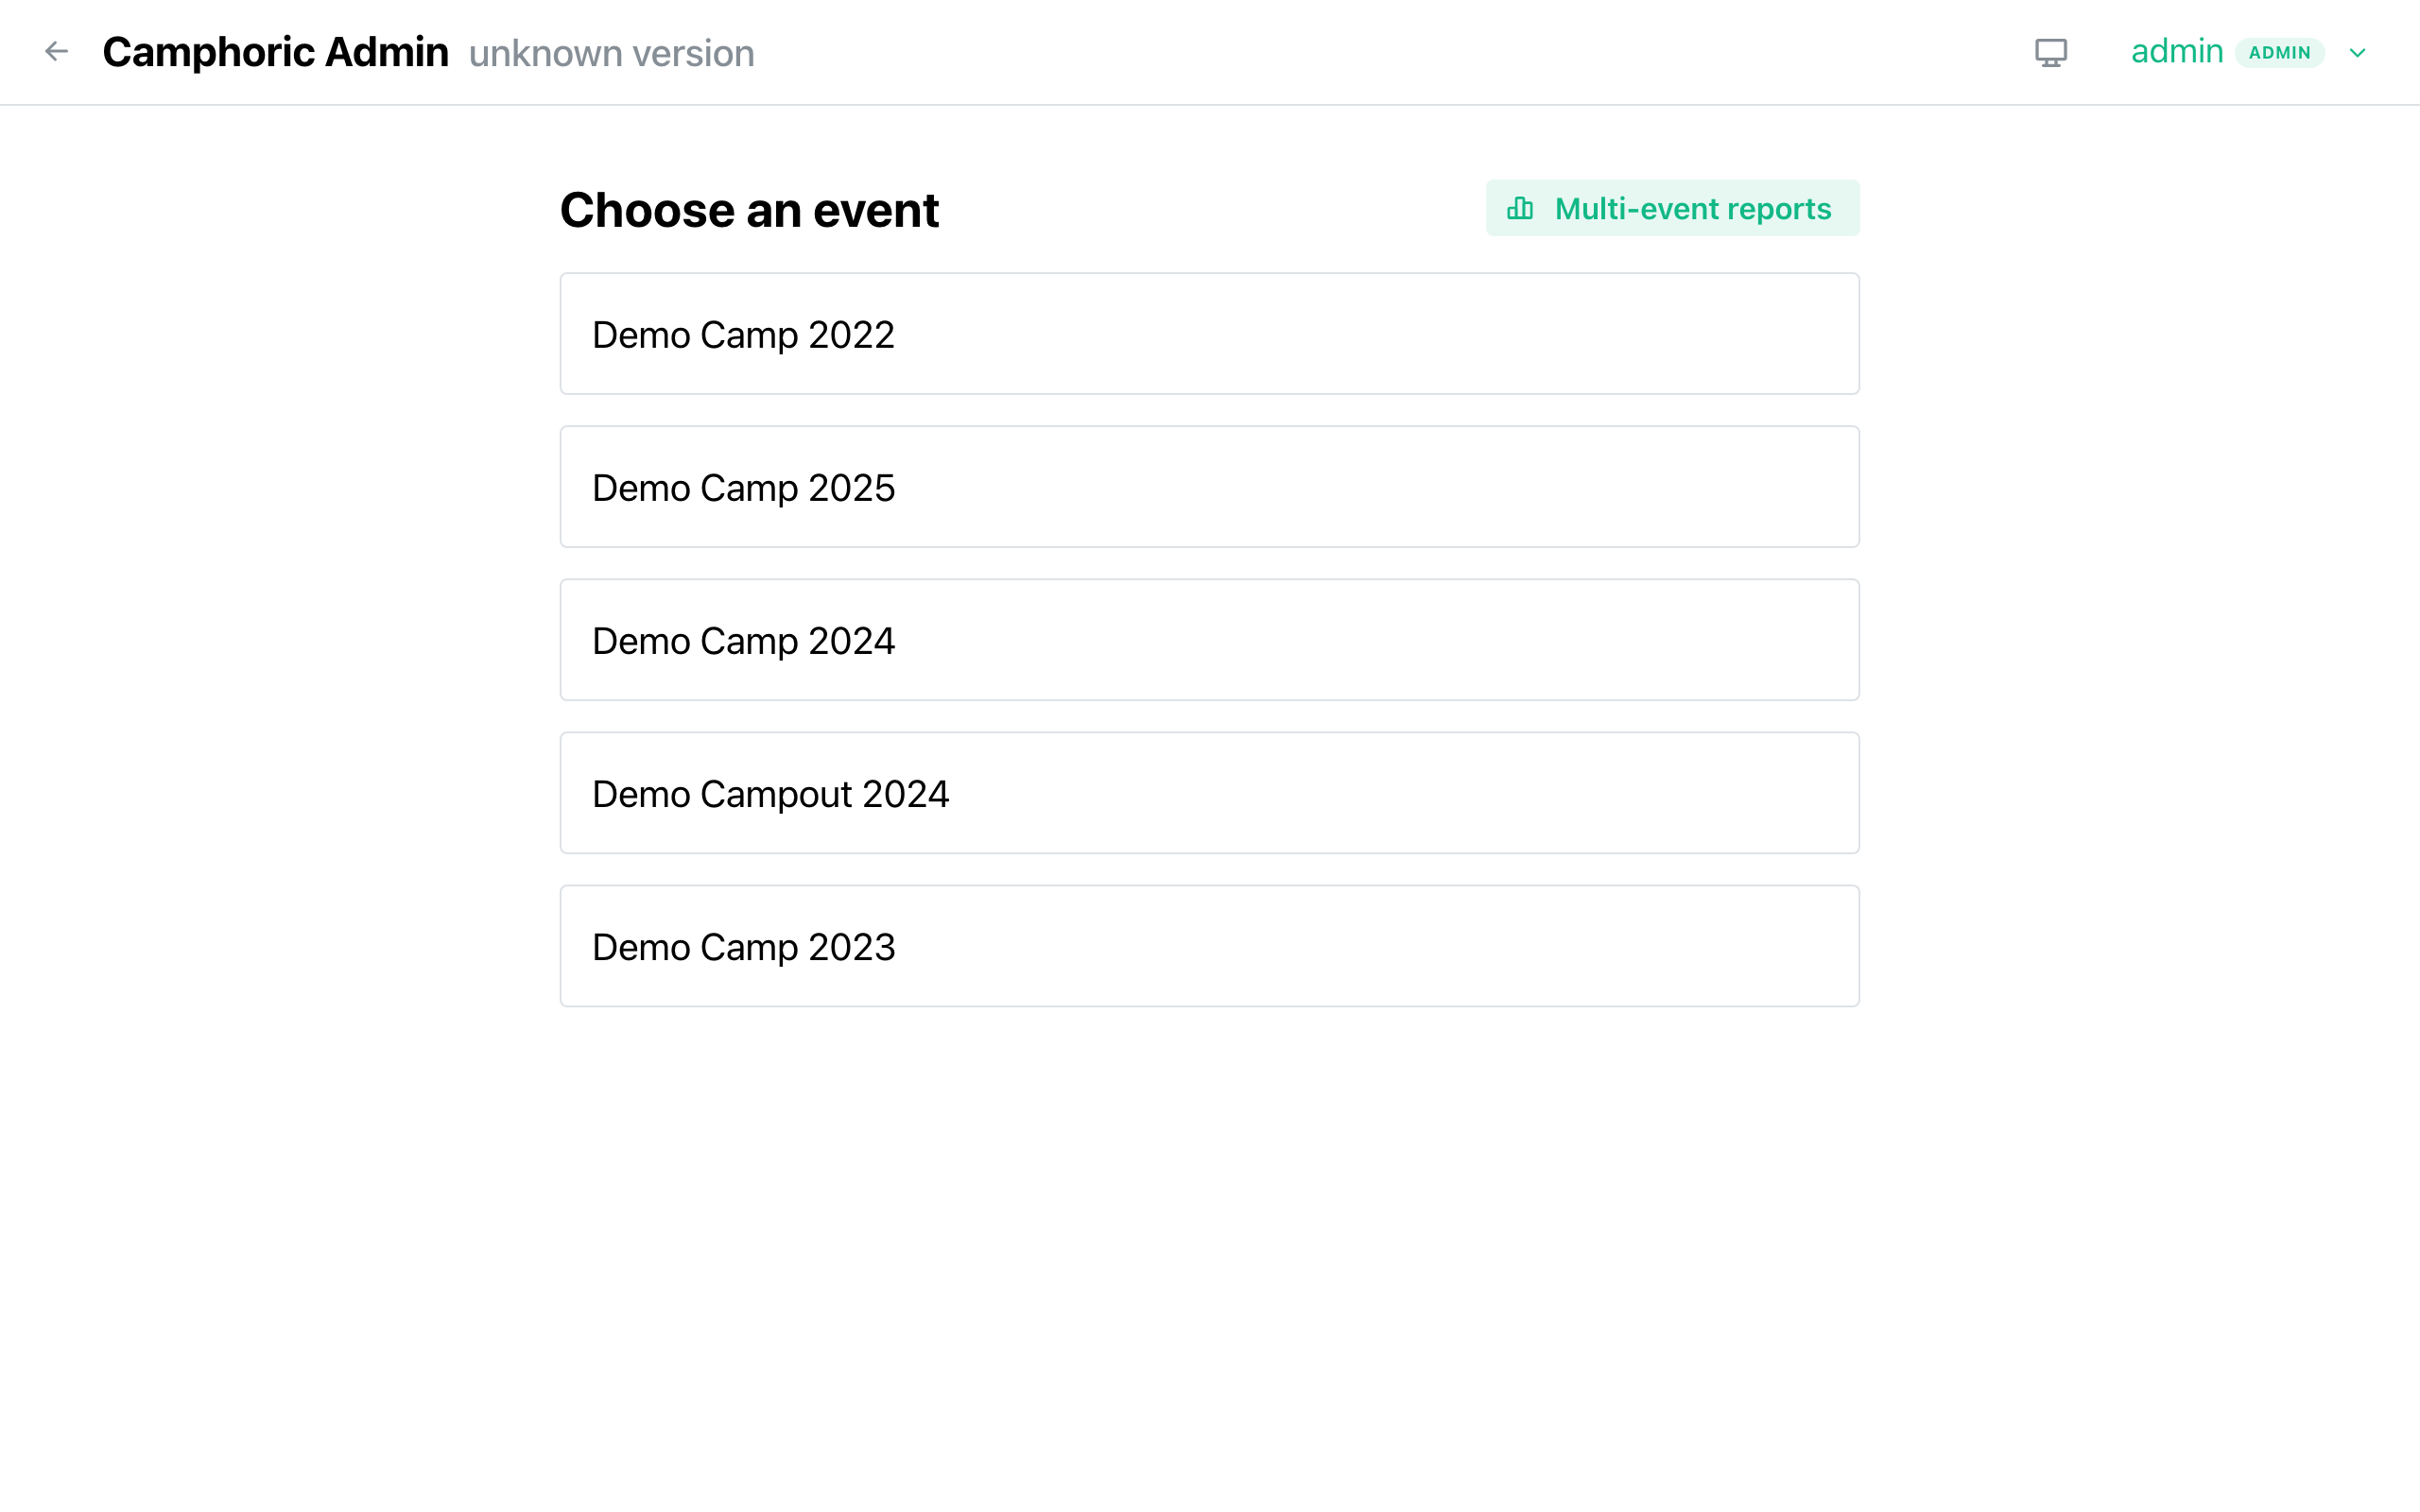 Camphoric Admin unknown version admin ADMIN
Choose an event Multi-event reports
Demo Camp 2022
Demo Camp 2025
Demo Camp 2024
Demo Campout 2024
Demo Camp 2023